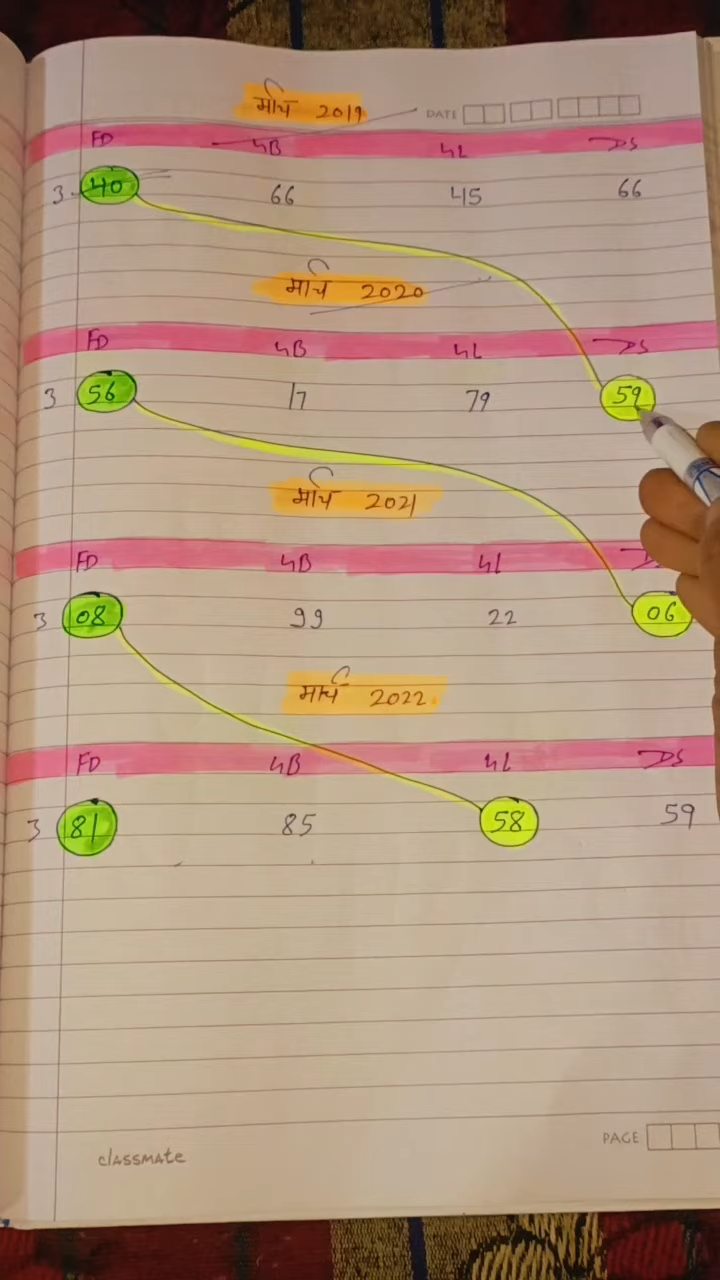 मार्च 2019
DATE
FD GB GL DS
3 40 66 45 66
मार्च 2020
FD GB GL DS
3 56 17 79 59
मार्च 2021
FD GB GL
3 08 99 22 06
मार्च 2022
FD GB GL DS
3 81 85 58 59
classmate PAGE